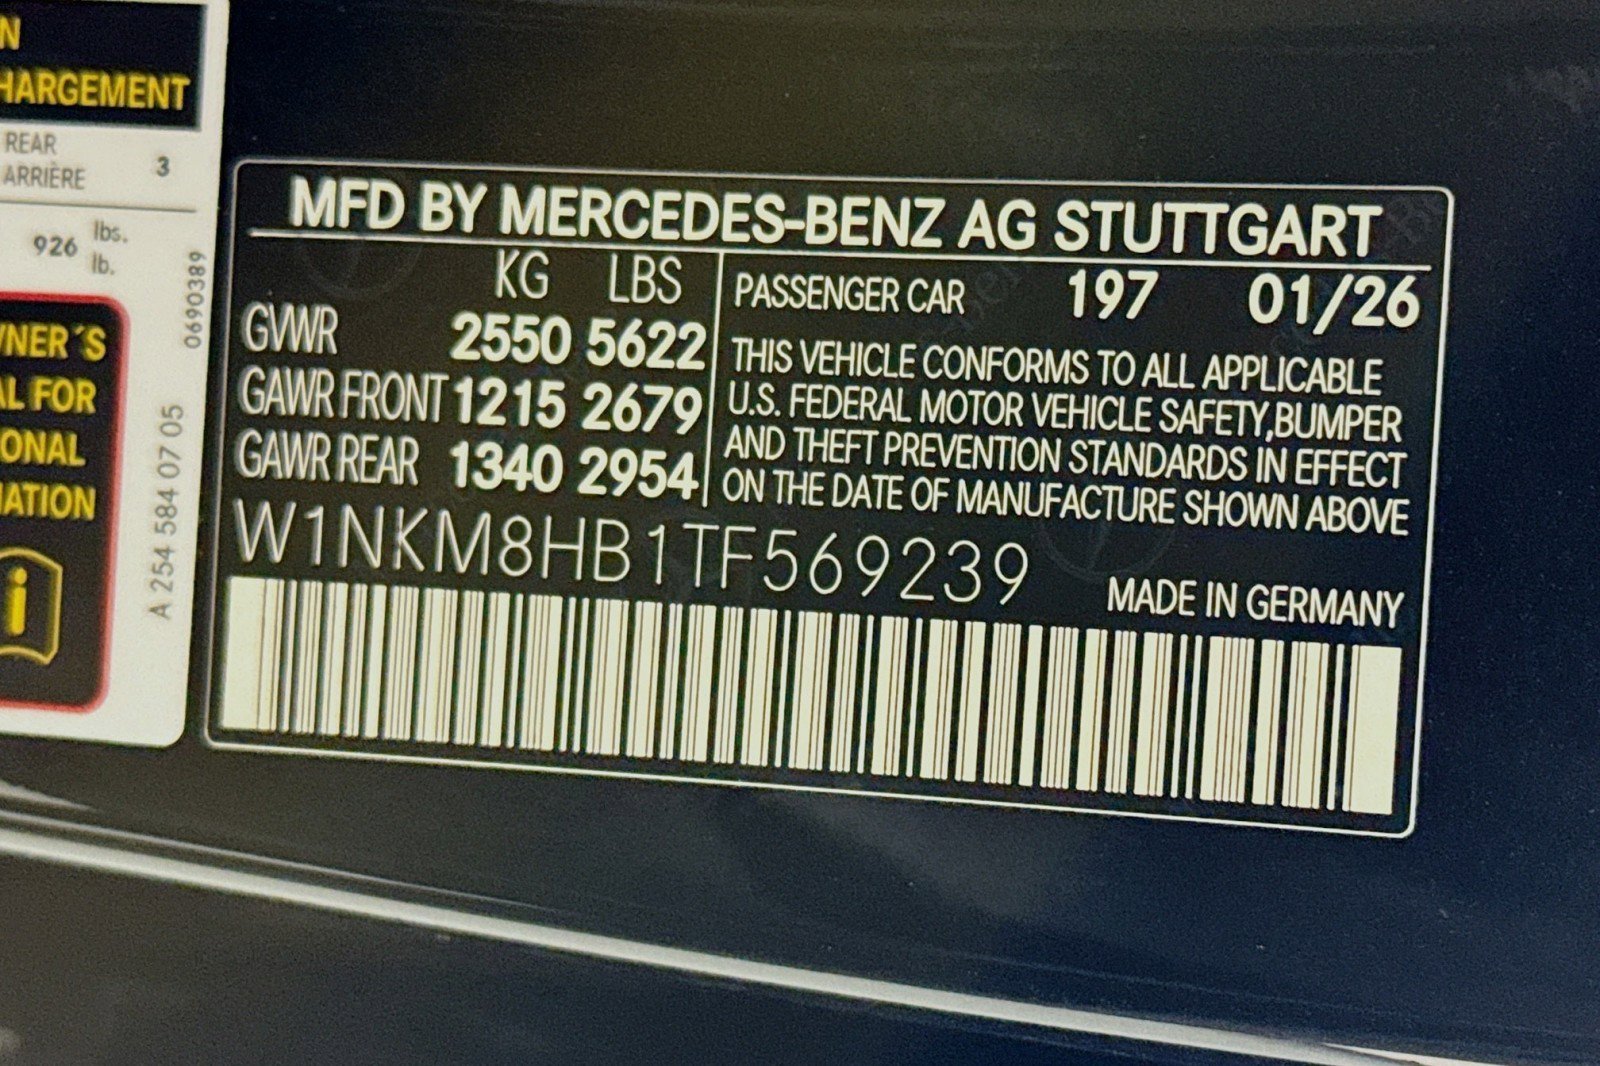 N
HARGEMENT
REAR
ARRIÈRE
3
926 lbs.
lb.
NER´S
AL FOR
ONAL
MATION
i
A 254 584 07 05
0690389
MFD BY MERCEDES-BENZ AG STUTTGART
KG LBS
GVWR 2550 5622
GAWR FRONT 1215 2679
GAWR REAR 1340 2954
PASSENGER CAR 197 01/26
THIS VEHICLE CONFORMS TO ALL APPLICABLE
U.S. FEDERAL MOTOR VEHICLE SAFETY,BUMPER
AND THEFT PREVENTION STANDARDS IN EFFECT
ON THE DATE OF MANUFACTURE SHOWN ABOVE
W1NKM8HB1TF569239
MADE IN GERMANY